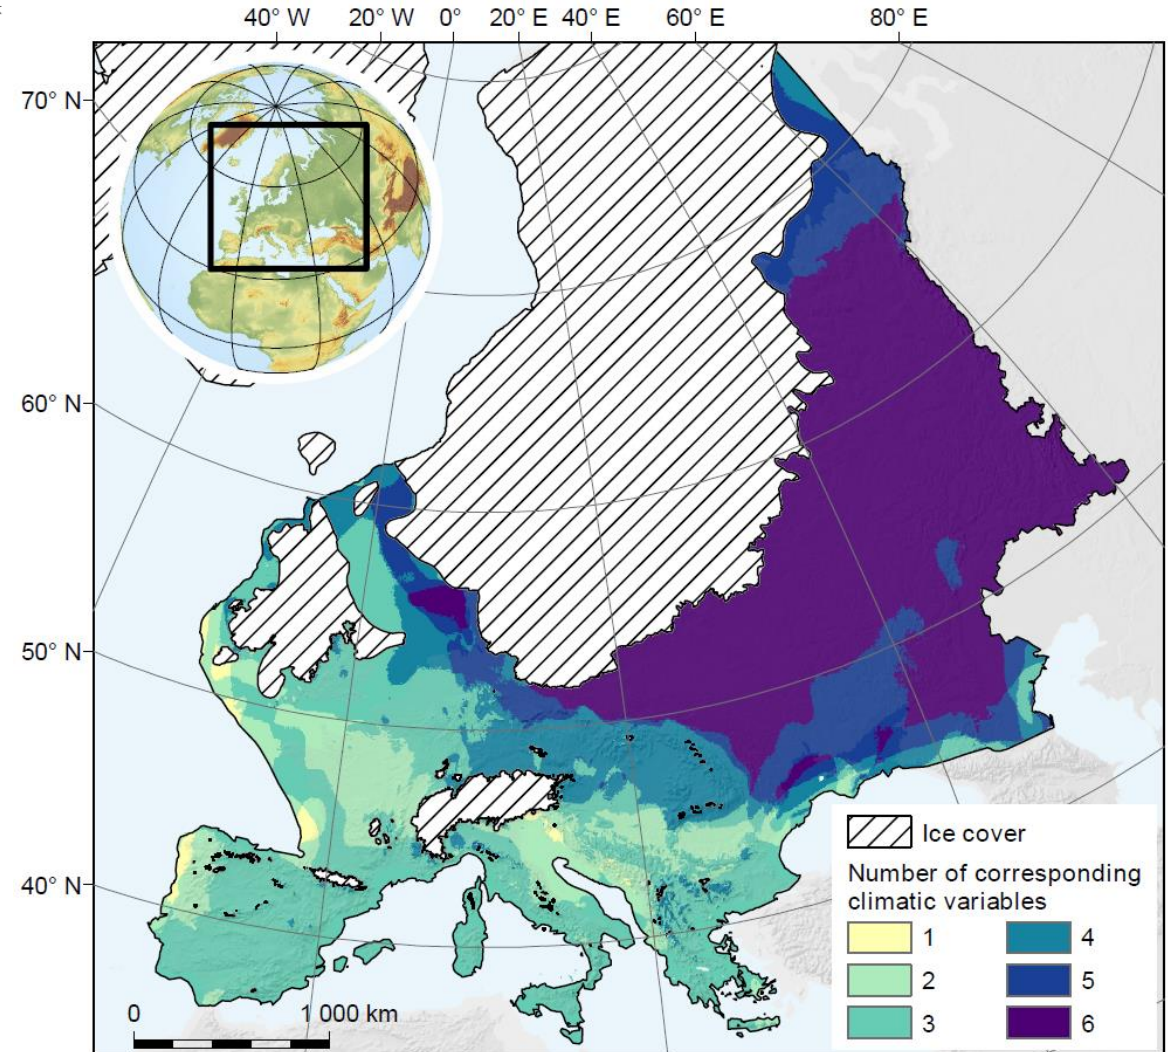 40° W 20° W 0° 20° E 40° E 60° E 80° E
70° N
60° N
50° N
40° N
Ice cover
Number of corresponding
climatic variables
1 4
2 5
3 6
0 1 000 km